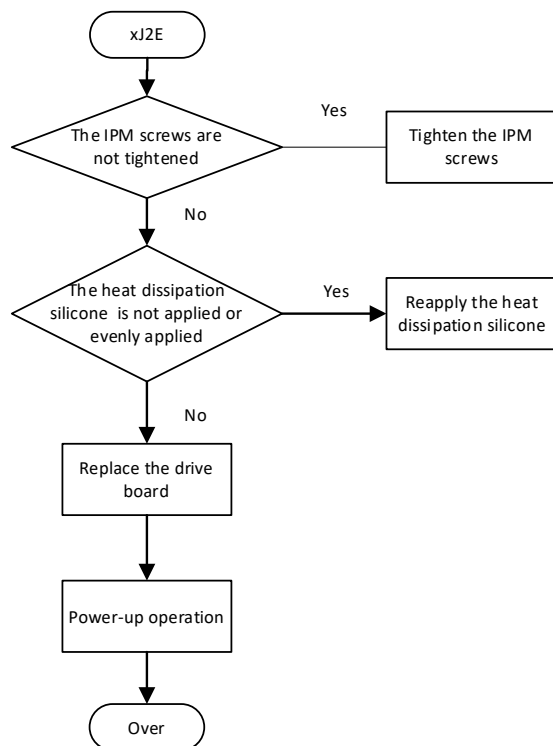 xJ2E
The IPM screws are
not tightened
Yes
Tighten the IPM
screws
No
The heat dissipation
silicone is not applied or
evenly applied
Yes
Reapply the heat
dissipation silicone
No
Replace the drive
board
Power-up operation
Over